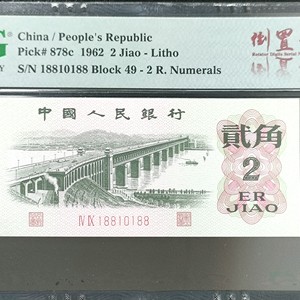 China / People's Republic
Pick# 878c 1962 2 Jiao - Litho
S/N 18810188 Block 49 - 2 R. Numerals
倒置
中國人民銀行
貳角
2
ER
JIAO
IV IX 18810188